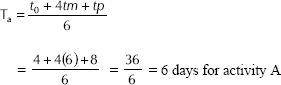 Tₐ = (t₀ + 4tm + tp) / 6
= (4 + 4(6) + 8) / 6 = 36 / 6 = 6 days for activity A